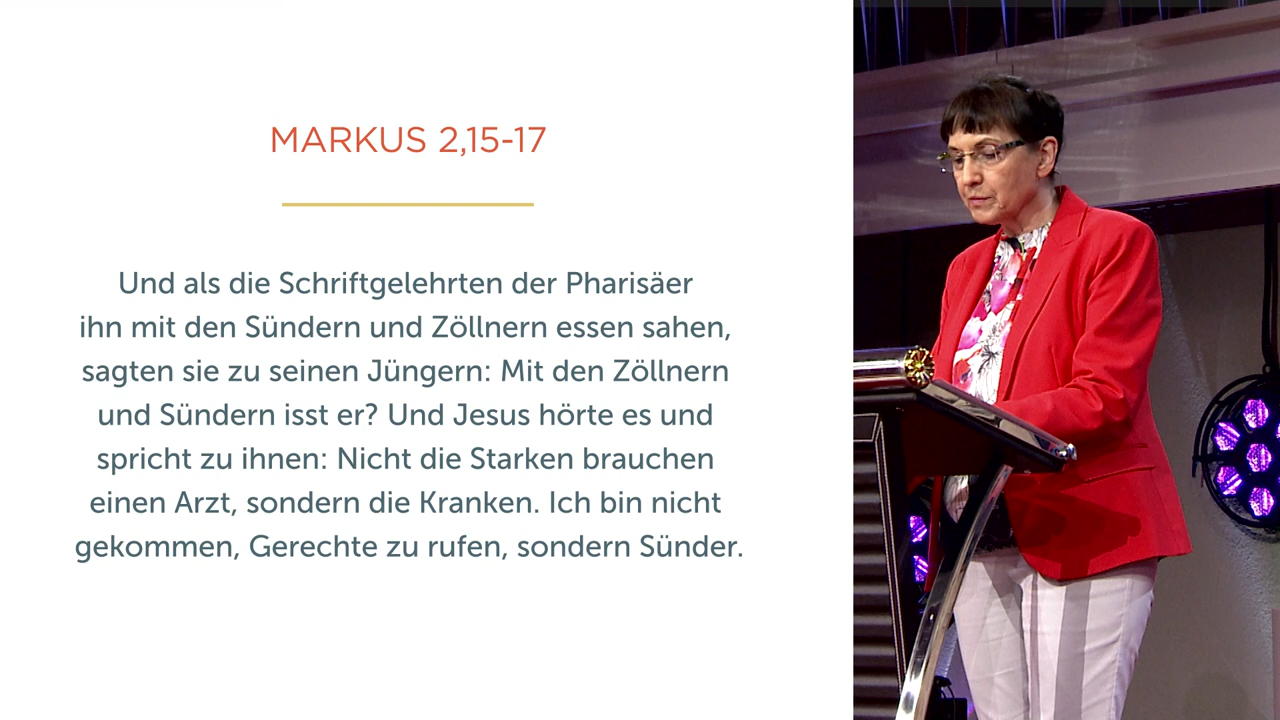 MARKUS 2,15-17
Und als die Schriftgelehrten der Pharisäer
ihn mit den Sündern und Zöllnern essen sahen,
sagten sie zu seinen Jüngern: Mit den Zöllnern
und Sündern isst er? Und Jesus hörte es und
spricht zu ihnen: Nicht die Starken brauchen
einen Arzt, sondern die Kranken. Ich bin nicht
gekommen, Gerechte zu rufen, sondern Sünder.